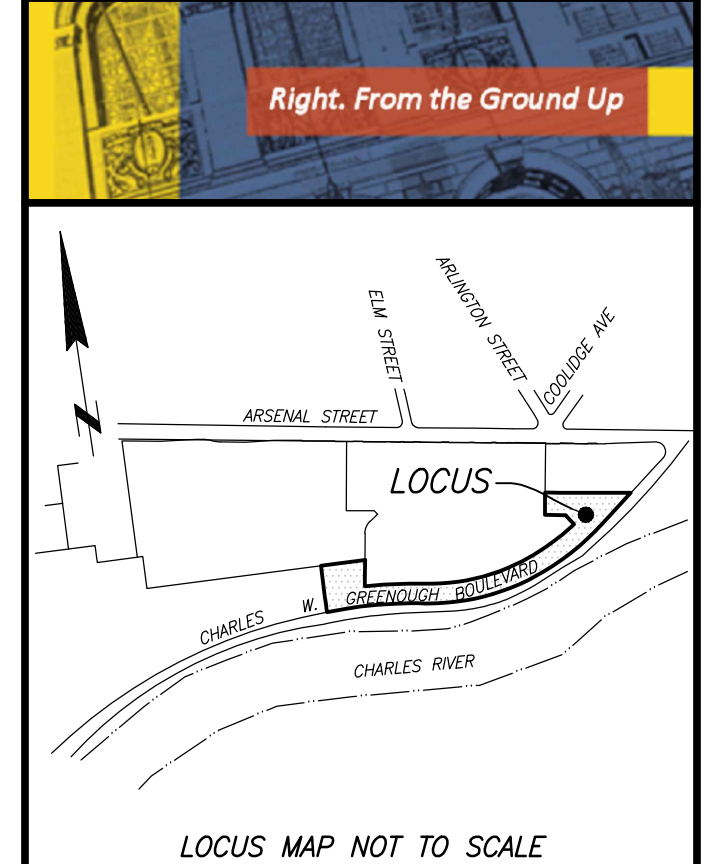 Right. From the Ground Up
ELM STREET
ARLINGTON STREET
COOLIDGE AVE
ARSENAL STREET
LOCUS
CHARLES W. GREENOUGH BOULEVARD
CHARLES RIVER
LOCUS MAP NOT TO SCALE